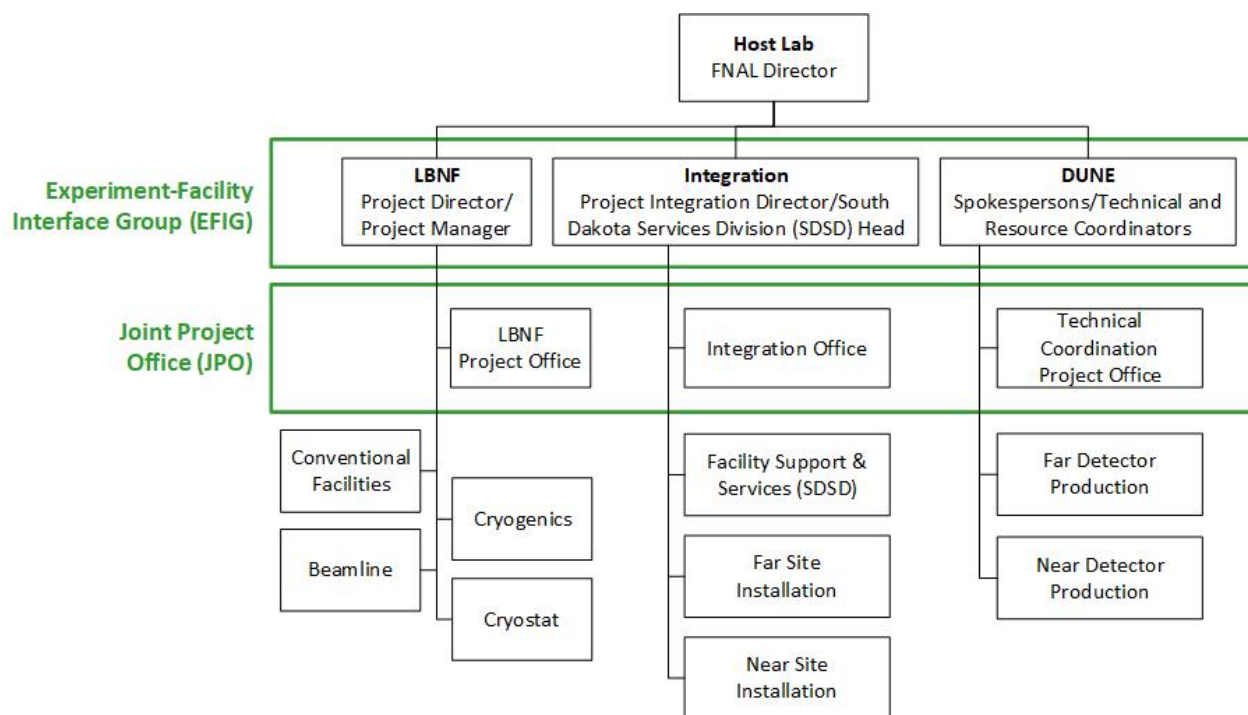 Host Lab
FNAL Director
Experiment-Facility
Interface Group (EFIG)
LBNF
Project Director/
Project Manager
Integration
Project Integration Director/South
Dakota Services Division (SDSD) Head
DUNE
Spokespersons/Technical and
Resource Coordinators
Joint Project
Office (JPO)
LBNF
Project Office
Integration Office
Technical
Coordination
Project Office
Conventional
Facilities
Cryogenics
Beamline
Cryostat
Facility Support &
Services (SDSD)
Far Site
Installation
Near Site
Installation
Far Detector
Production
Near Detector
Production